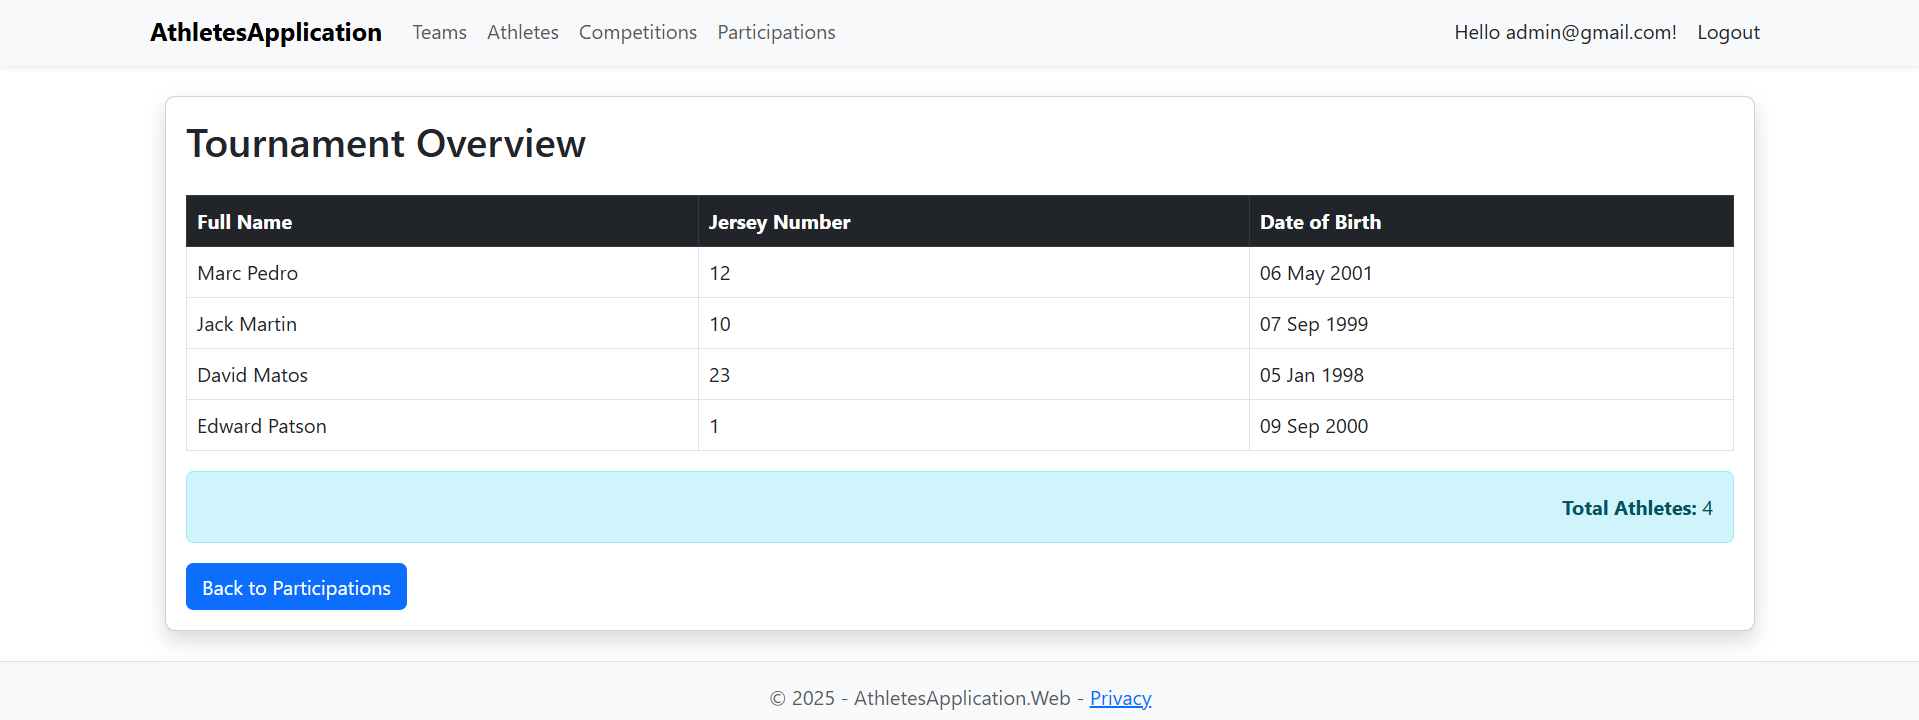 AthletesApplication Teams Athletes Competitions Participations Hello admin@gmail.com! Logout
Tournament Overview
Full Name Jersey Number Date of Birth
Marc Pedro 12 06 May 2001
Jack Martin 10 07 Sep 1999
David Matos 23 05 Jan 1998
Edward Patson 1 09 Sep 2000
Total Athletes: 4
Back to Participations
© 2025 - AthletesApplication.Web - Privacy